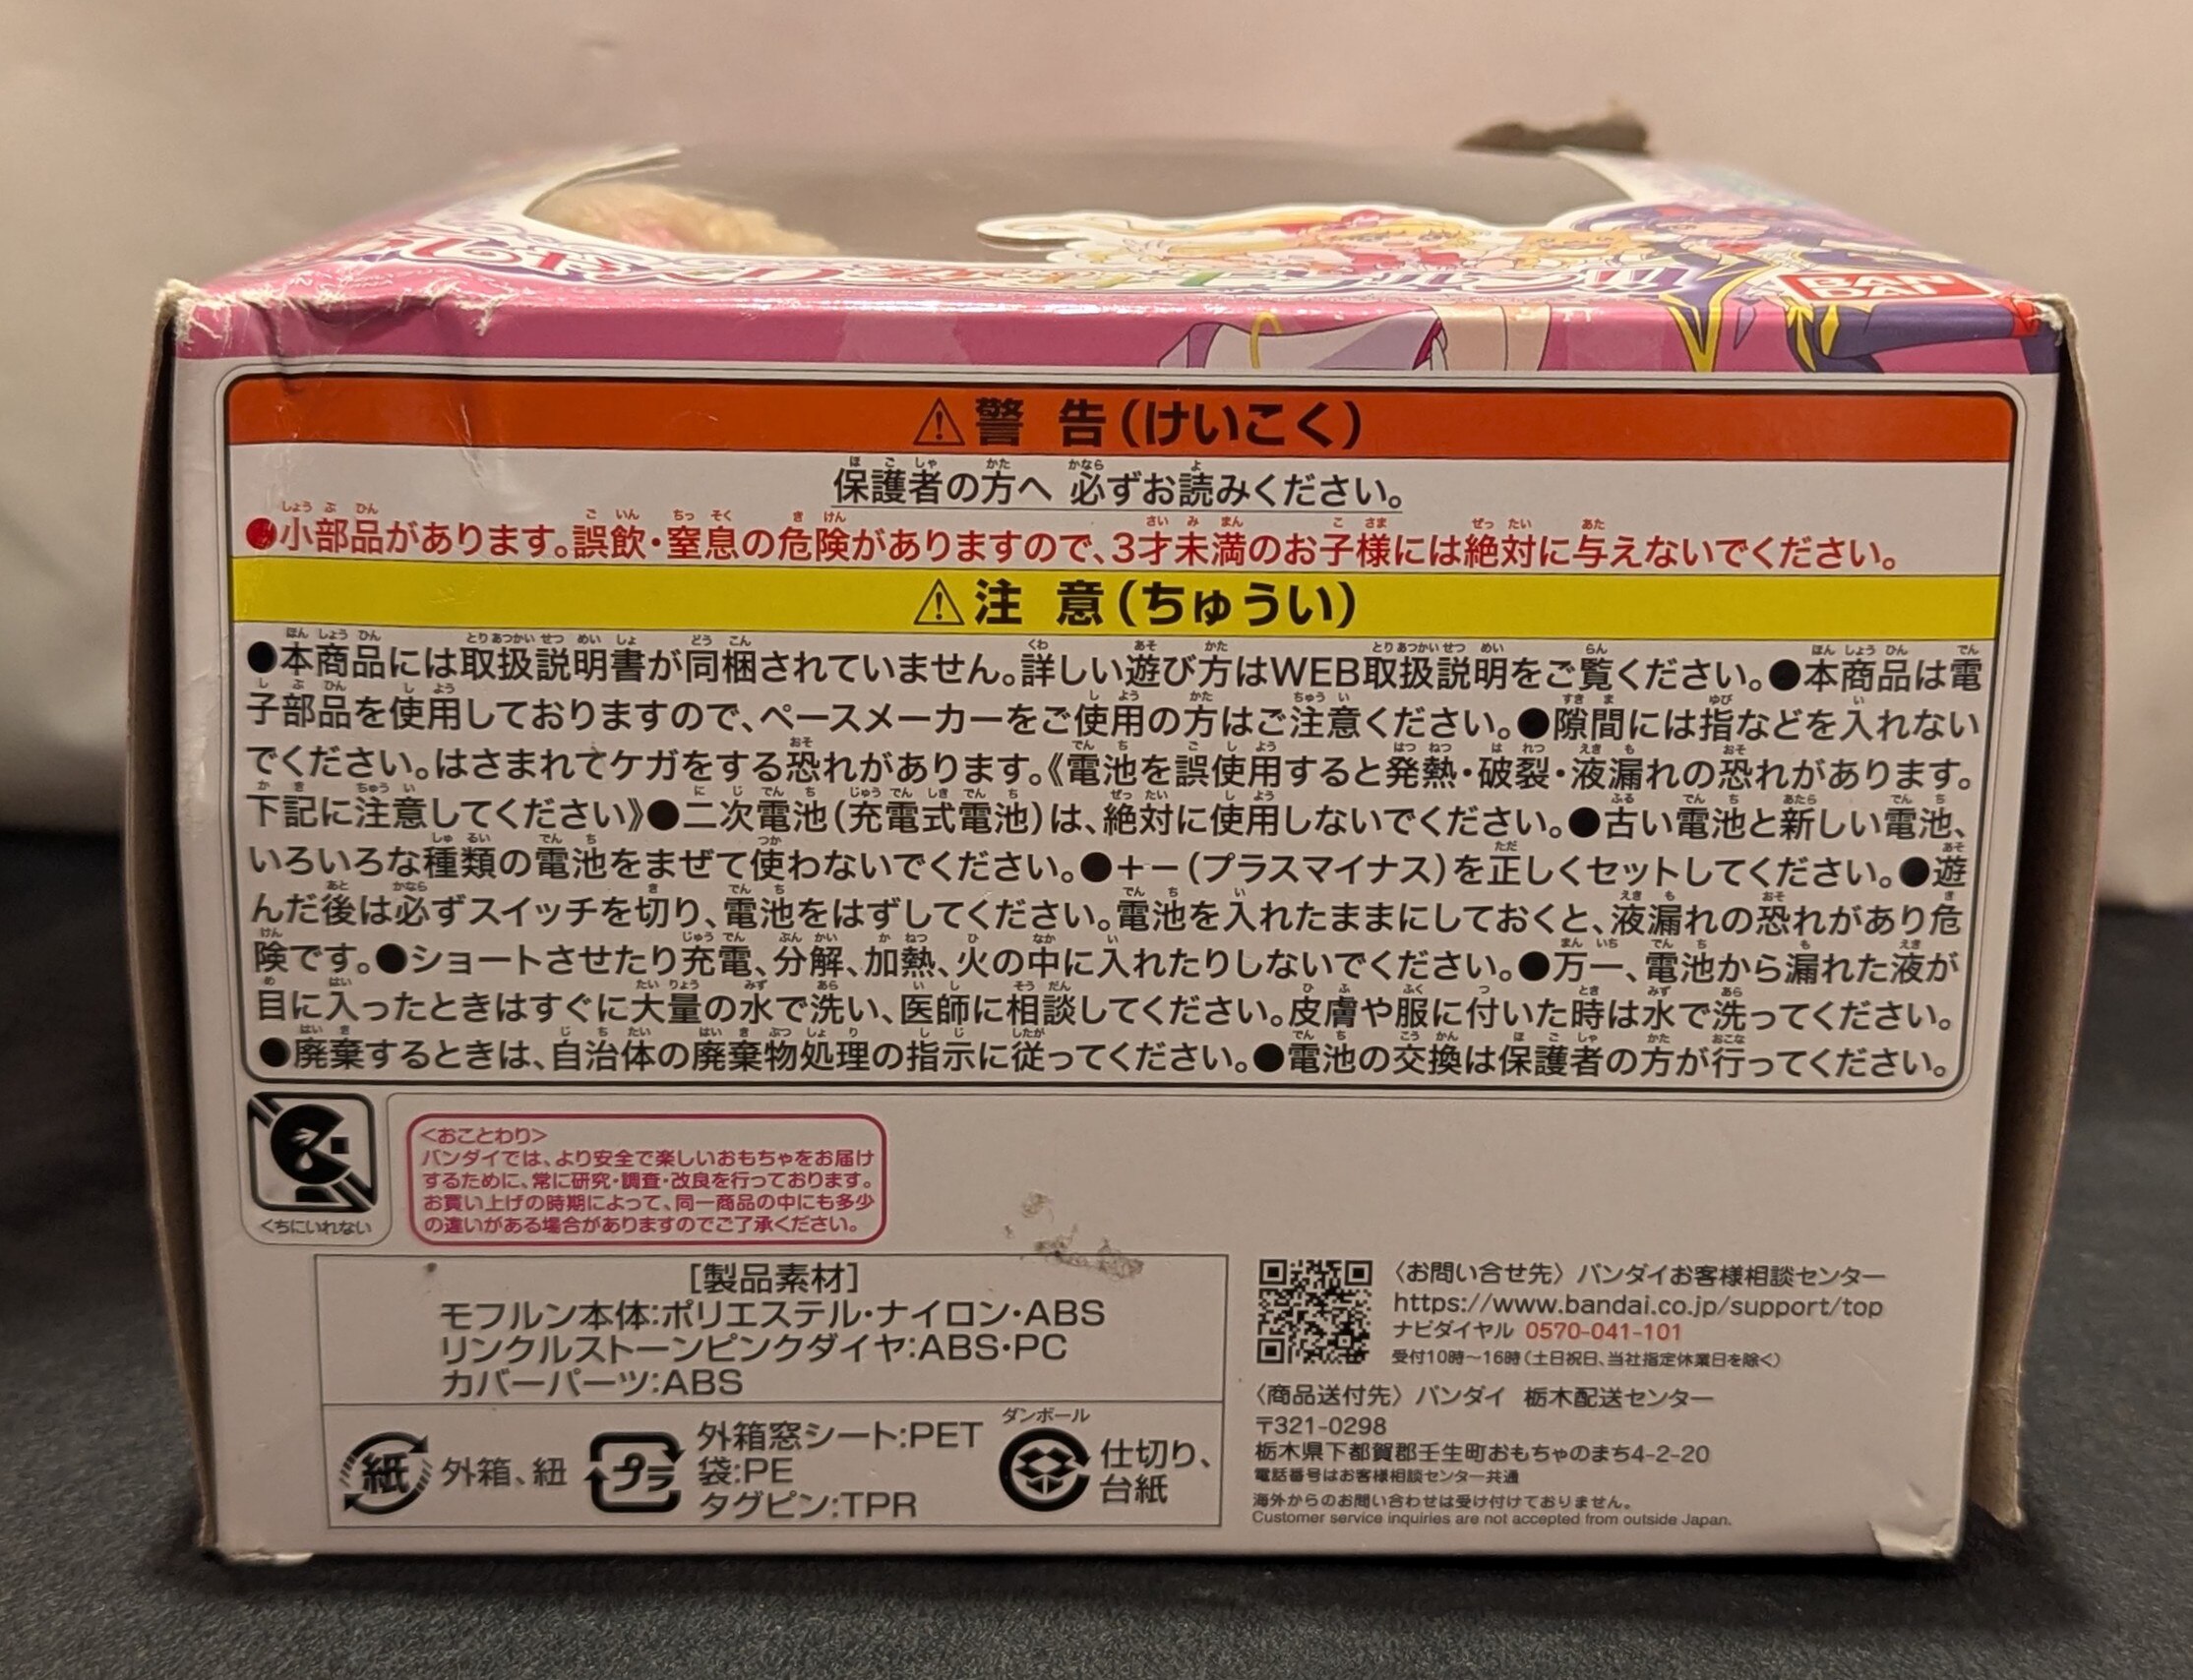 BAN
DAI
⚠警 告(けいこく)
保護者の方へ 必ずお読みください。
●小部品があります。誤飲・窒息の危険がありますので、3才未満のお子様には絶対に与えないでください。
⚠注 意(ちゅうい)
●本商品には取扱説明書が同梱されていません。詳しい遊び方はWEB取扱説明をご覧ください。●本商品は電
子部品を使用しておりますので、ペースメーカーをご使用の方はご注意ください。●隙間には指などを入れない
でください。はさまれてケガをする恐れがあります。《電池を誤使用すると発熱・破裂・液漏れの恐れがあります。
下記に注意してください》●二次電池(充電式電池)は、絶対に使用しないでください。●古い電池と新しい電池、
いろいろな種類の電池をまぜて使わないでください。●+-(プラスマイナス)を正しくセットしてください。●遊
んだ後は必ずスイッチを切り、電池をはずしてください。電池を入れたままにしておくと、液漏れの恐れがあり危
険です。●ショートさせたり充電、分解、加熱、火の中に入れたりしないでください。●万一、電池から漏れた液が
目に入ったときはすぐに大量の水で洗い、医師に相談してください。皮膚や服に付いた時は水で洗ってください。
●廃棄するときは、自治体の廃棄物処理の指示に従ってください。●電池の交換は保護者の方が行ってください。
くちにいれない
<おことわり>
バンダイでは、より安全で楽しいおもちゃをお届け
するために、常に研究・調査・改良を行っております。
お買い上げの時期によって、同一商品の中にも多少
の違いがある場合がありますのでご了承ください。
[製品素材]
モフルン本体:ポリエステル・ナイロン・ABS
リンクルストーンピンクダイヤ:ABS・PC
カバーパーツ:ABS
紙 外箱、紐
プラ 外箱窓シート:PET
袋:PE
タグピン:TPR
ダンボール
仕切り、
台紙
〈お問い合せ先〉バンダイお客様相談センター
https://www.bandai.co.jp/support/top
ナビダイヤル 0570-041-101
受付10時〜16時(土日祝日、当社指定休業日を除く)
〈商品送付先〉バンダイ 栃木配送センター
〒321-0298
栃木県下都賀郡壬生町おもちゃのまち4-2-20
電話番号はお客様相談センター共通
海外からのお問い合わせは受け付けておりません。
Customer service inquiries are not accepted from outside Japan.